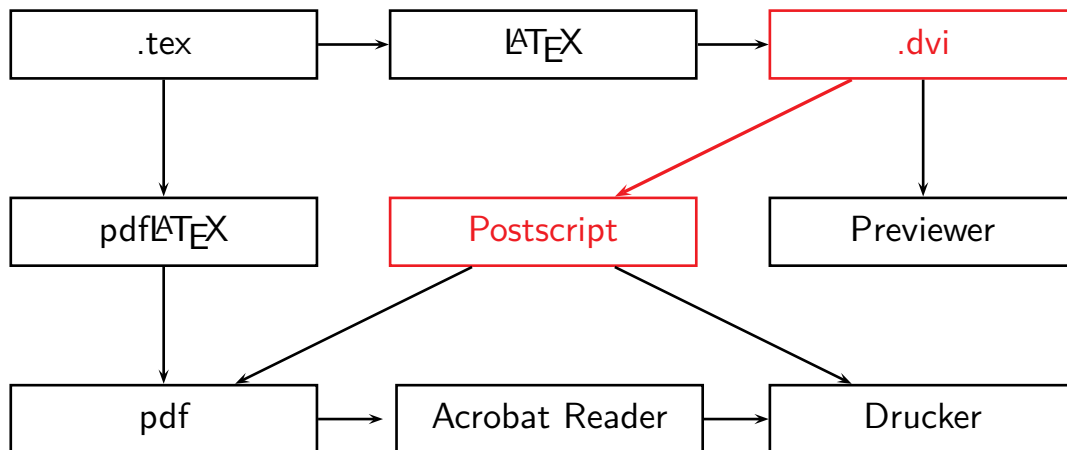 .tex
LATEX
.dvi
pdfLATEX
Postscript
Previewer
pdf
Acrobat Reader
Drucker